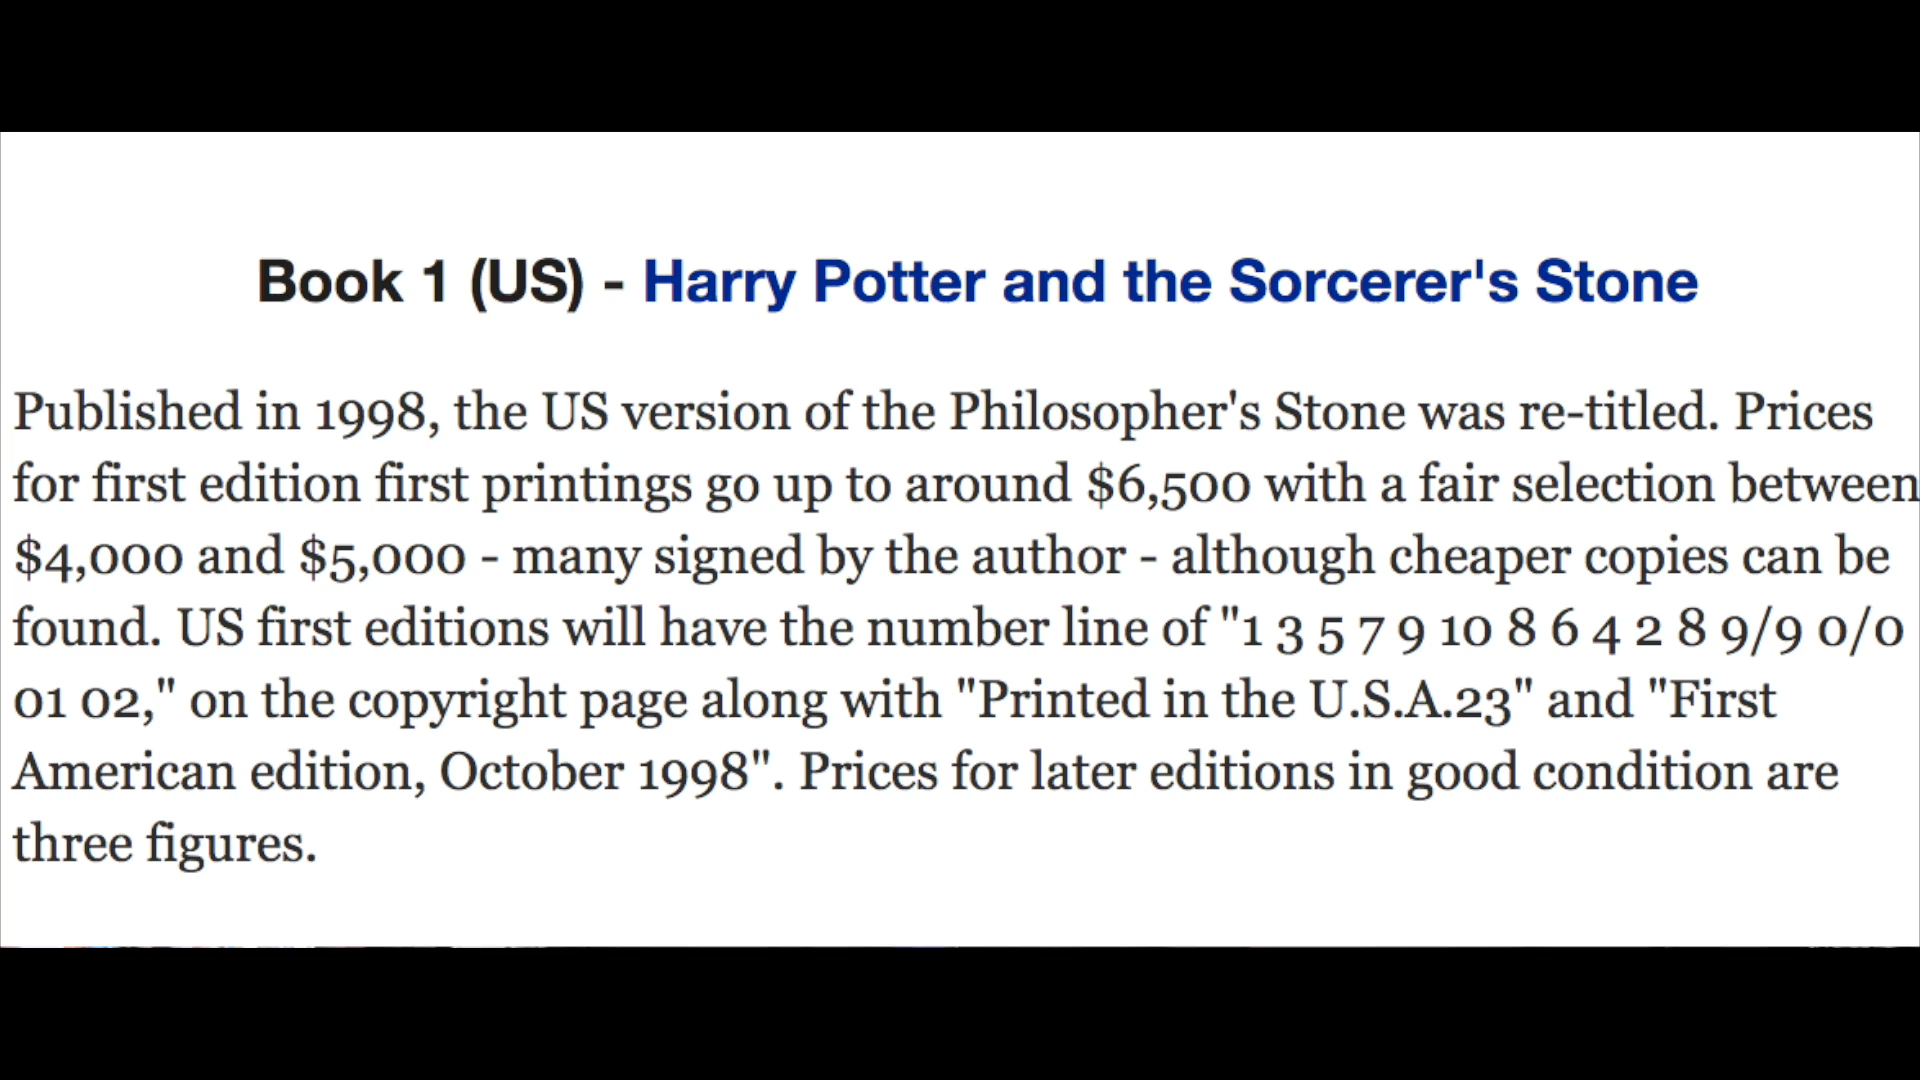 Book 1 (US) - Harry Potter and the Sorcerer's Stone
Published in 1998, the US version of the Philosopher's Stone was re-titled. Prices
for first edition first printings go up to around $6,500 with a fair selection between
$4,000 and $5,000 - many signed by the author - although cheaper copies can be
found. US first editions will have the number line of "1 3 5 7 9 10 8 6 4 2 8 9/9 0/0
01 02," on the copyright page along with "Printed in the U.S.A.23" and "First
American edition, October 1998". Prices for later editions in good condition are
three figures.